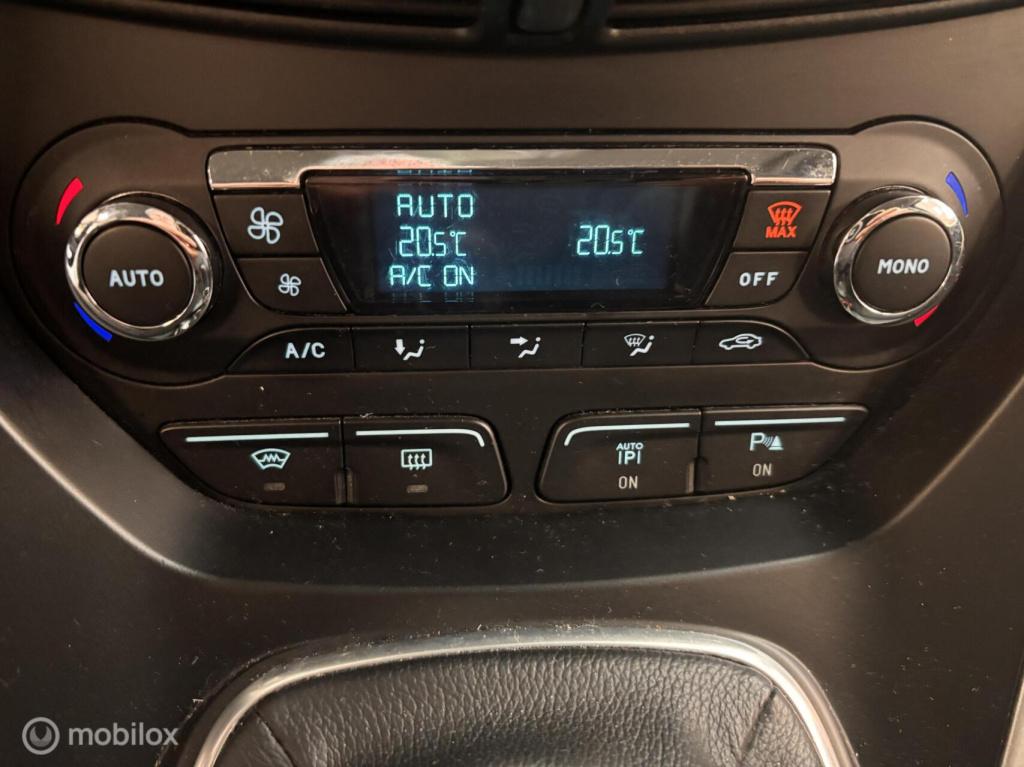 AUTO
AUTO
20.5°C
20.5°C
A/C ON
MAX
OFF
MONO
A/C
AUTO
P
ON
P
ON
mobilox